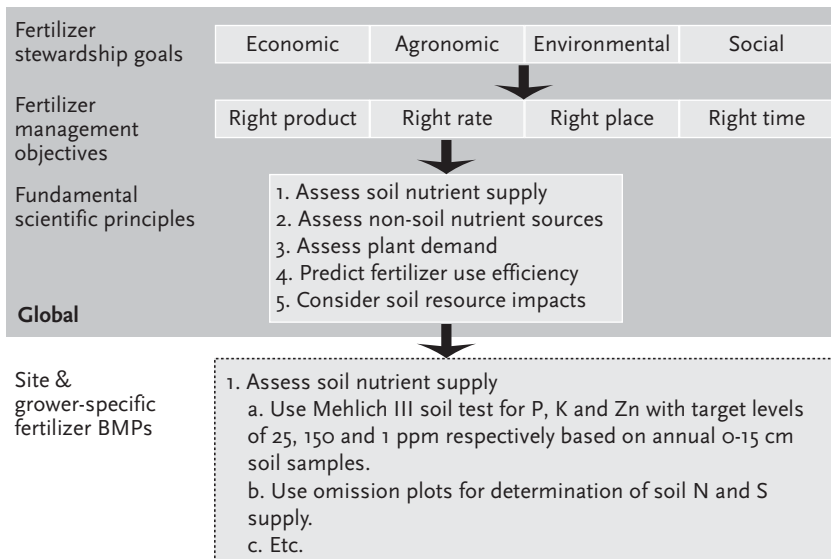 Fertilizer
stewardship goals
Economic
Agronomic
Environmental
Social
Fertilizer
management
objectives
Right product
Right rate
Right place
Right time
Fundamental
scientific principles
1. Assess soil nutrient supply
2. Assess non-soil nutrient sources
3. Assess plant demand
4. Predict fertilizer use efficiency
5. Consider soil resource impacts
Global
Site &
grower-specific
fertilizer BMPs
1. Assess soil nutrient supply
a. Use Mehlich III soil test for P, K and Zn with target levels
of 25, 150 and 1 ppm respectively based on annual 0-15 cm
soil samples.
b. Use omission plots for determination of soil N and S
supply.
c. Etc.